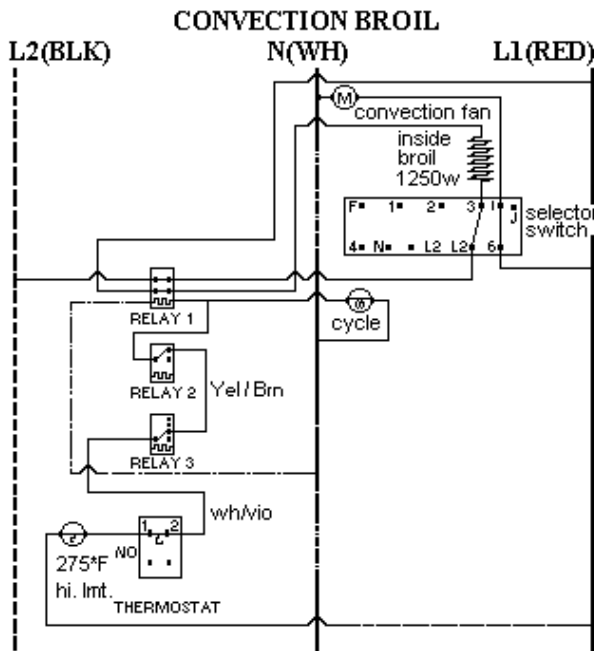 CONVECTION BROIL
L2(BLK) N(WH) L1(RED)
M
convection fan
inside
broil
1250w
F 1 2 3 I
J
selector
switch
4 N L2 L2 6
RELAY 1
cycle
RELAY 2
Yel/Brn
RELAY 3
wh/vio
1 2
NO
275*F
hi. lmt.
THERMOSTAT